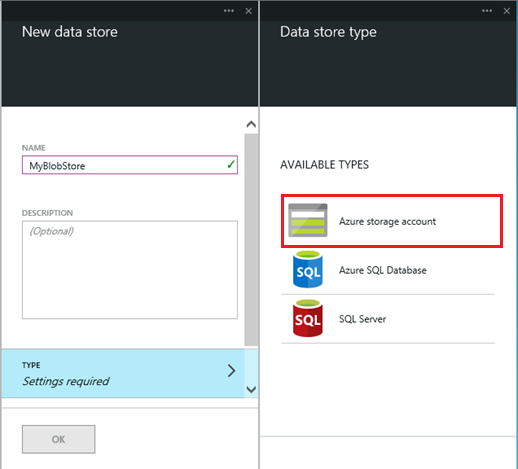 New data store
NAME
MyBlobStore
DESCRIPTION
(Optional)
TYPE
Settings required
OK
Data store type
AVAILABLE TYPES
Azure storage account
SQL
Azure SQL Database
SQL
SQL Server